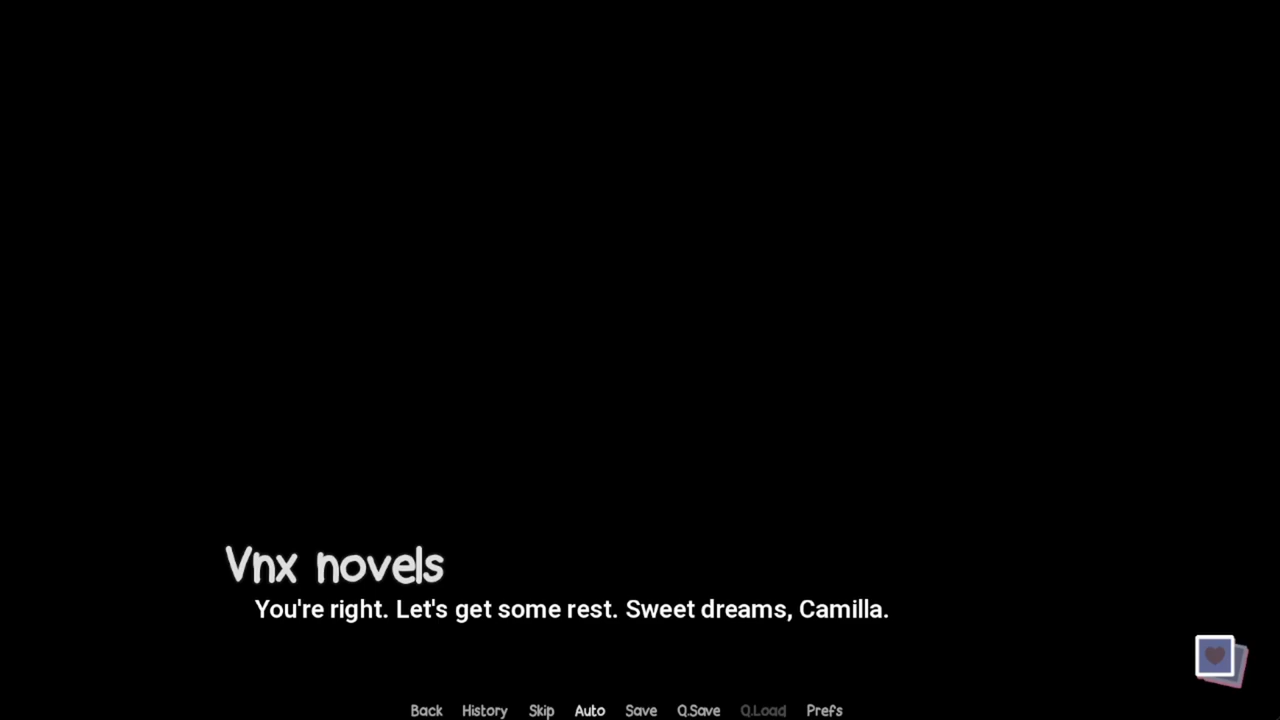 Vnx novels
You're right. Let's get some rest. Sweet dreams, Camilla.
Back History Skip Auto Save Q.Save Q.Load Prefs